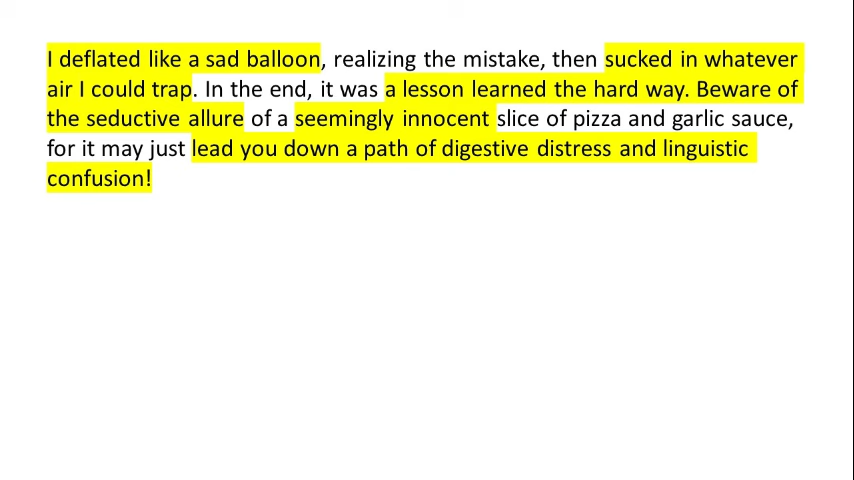 I deflated like a sad balloon, realizing the mistake, then sucked in whatever
air I could trap. In the end, it was a lesson learned the hard way. Beware of
the seductive allure of a seemingly innocent slice of pizza and garlic sauce,
for it may just lead you down a path of digestive distress and linguistic
confusion!